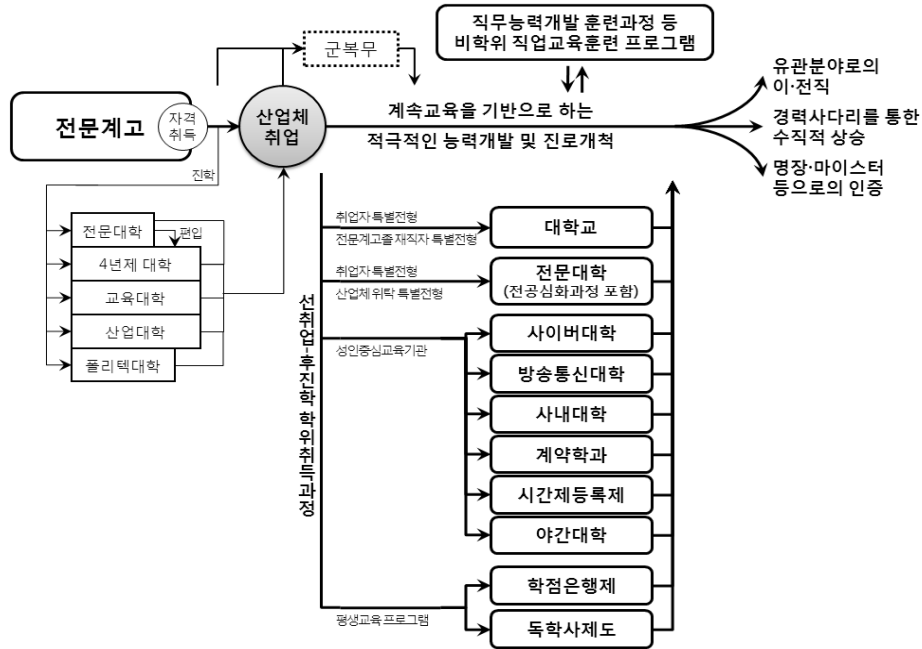 직무능력개발 훈련과정 등
비학위 직업교육훈련 프로그램
군복무
유관분야로의
이·전직
전문계고
자격
취득
산업체
취업
계속교육을 기반으로 하는
적극적인 능력개발 및 진로개척
경력사다리를 통한
수직적 상승
명장·마이스터
등으로의 인증
진학
전문대학
편입
4년제 대학
교육대학
산업대학
폴리텍대학
선취업-후진학 학위취득과정
취업자 특별전형
전문계고졸 재직자 특별전형
대학교
취업자 특별전형
산업체 위탁 특별전형
전문대학
(전공심화과정 포함)
성인중심교육기관
사이버대학
방송통신대학
사내대학
계약학과
시간제등록제
야간대학
평생교육 프로그램
학점은행제
독학사제도